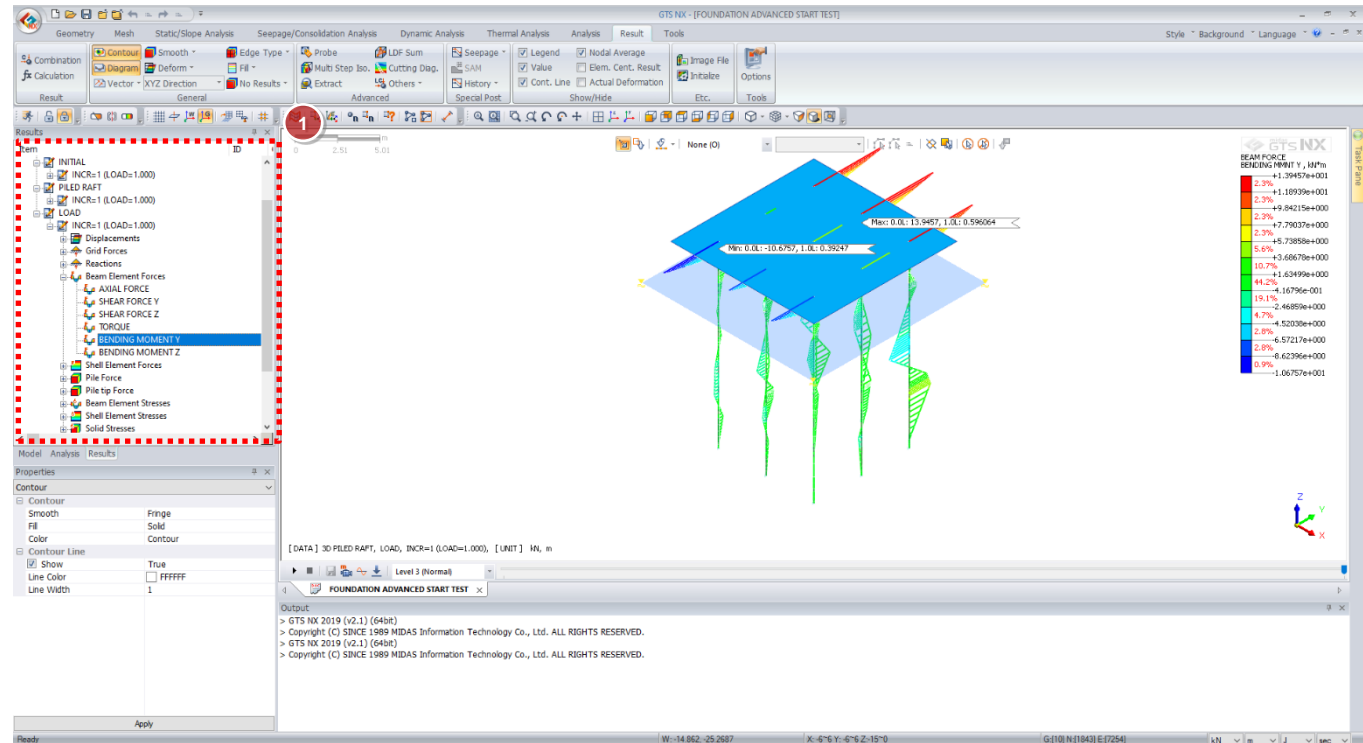 GTS NX - [FOUNDATION ADVANCED START TEST]
Geometry Mesh Static/Slope Analysis Seepage/Consolidation Analysis Dynamic Analysis Thermal Analysis Analysis Result Tools Style Background Language
Combination
Calculation
Result
Contour Smooth Edge Type
Diagram Deform Fill
Vector XYZ Direction No Results
General
Probe LDF Sum
Multi Step Iso. Cutting Diag.
Extract Others
Advanced
Seepage
SAM
History
Special Post
Legend Nodal Average
Value Elem. Cent. Result
Cont. Line Actual Deformation
Show/Hide
Image File
Initialize
Etc.
Options
Tools
1
Results
Item ID
INITIAL
INCR=1 (LOAD=1.000)
PILED RAFT
INCR=1 (LOAD=1.000)
LOAD
INCR=1 (LOAD=1.000)
Displacements
Grid Forces
Reactions
Beam Element Forces
AXIAL FORCE
SHEAR FORCE Y
SHEAR FORCE Z
TORQUE
BENDING MOMENT Y
BENDING MOMENT Z
Shell Element Forces
Pile Force
Pile tip Force
Beam Element Stresses
Shell Element Stresses
Solid Stresses
Model Analysis Results
Properties
Contour
Contour
Smooth Fringe
Fill Solid
Color Contour
Contour Line
Show True
Line Color FFFFFF
Line Width 1
Apply
Ready
m
0 2.51 5.01
None (0)
Max: 0.0L: 13.9457, 1.0L: 0.596064
Min: 0.0L: -10.6757, 1.0L: 0.39247
GTS NX
BEAM FORCE
BENDING MMNT Y , kN*m
+1.39457e+001
2.3%
+1.18939e+001
2.3%
+9.84215e+000
2.3%
+7.79037e+000
2.3%
+5.73858e+000
5.6%
+3.68678e+000
10.7%
+1.63499e+000
44.2%
-4.16796e-001
19.1%
-2.46859e+000
4.7%
-4.52038e+000
2.8%
-6.57217e+000
2.8%
-8.62396e+000
0.9%
-1.06757e+001
Task Pane
Z
Y
X
[DATA] 3D PILED RAFT, LOAD, INCR=1 (LOAD=1.000), [UNIT] kN, m
Level 3 (Normal)
FOUNDATION ADVANCED START TEST
Output
> GTS NX 2019 (v2.1) (64bit)
> Copyright (C) SINCE 1989 MIDAS Information Technology Co., Ltd. ALL RIGHTS RESERVED.
> GTS NX 2019 (v2.1) (64bit)
> Copyright (C) SINCE 1989 MIDAS Information Technology Co., Ltd. ALL RIGHTS RESERVED.
W: -14.862, -25.2687 X: -6~6 Y: -6~6 Z:-15~0 G:[10] N:[1843] E:[7254] kN m J sec